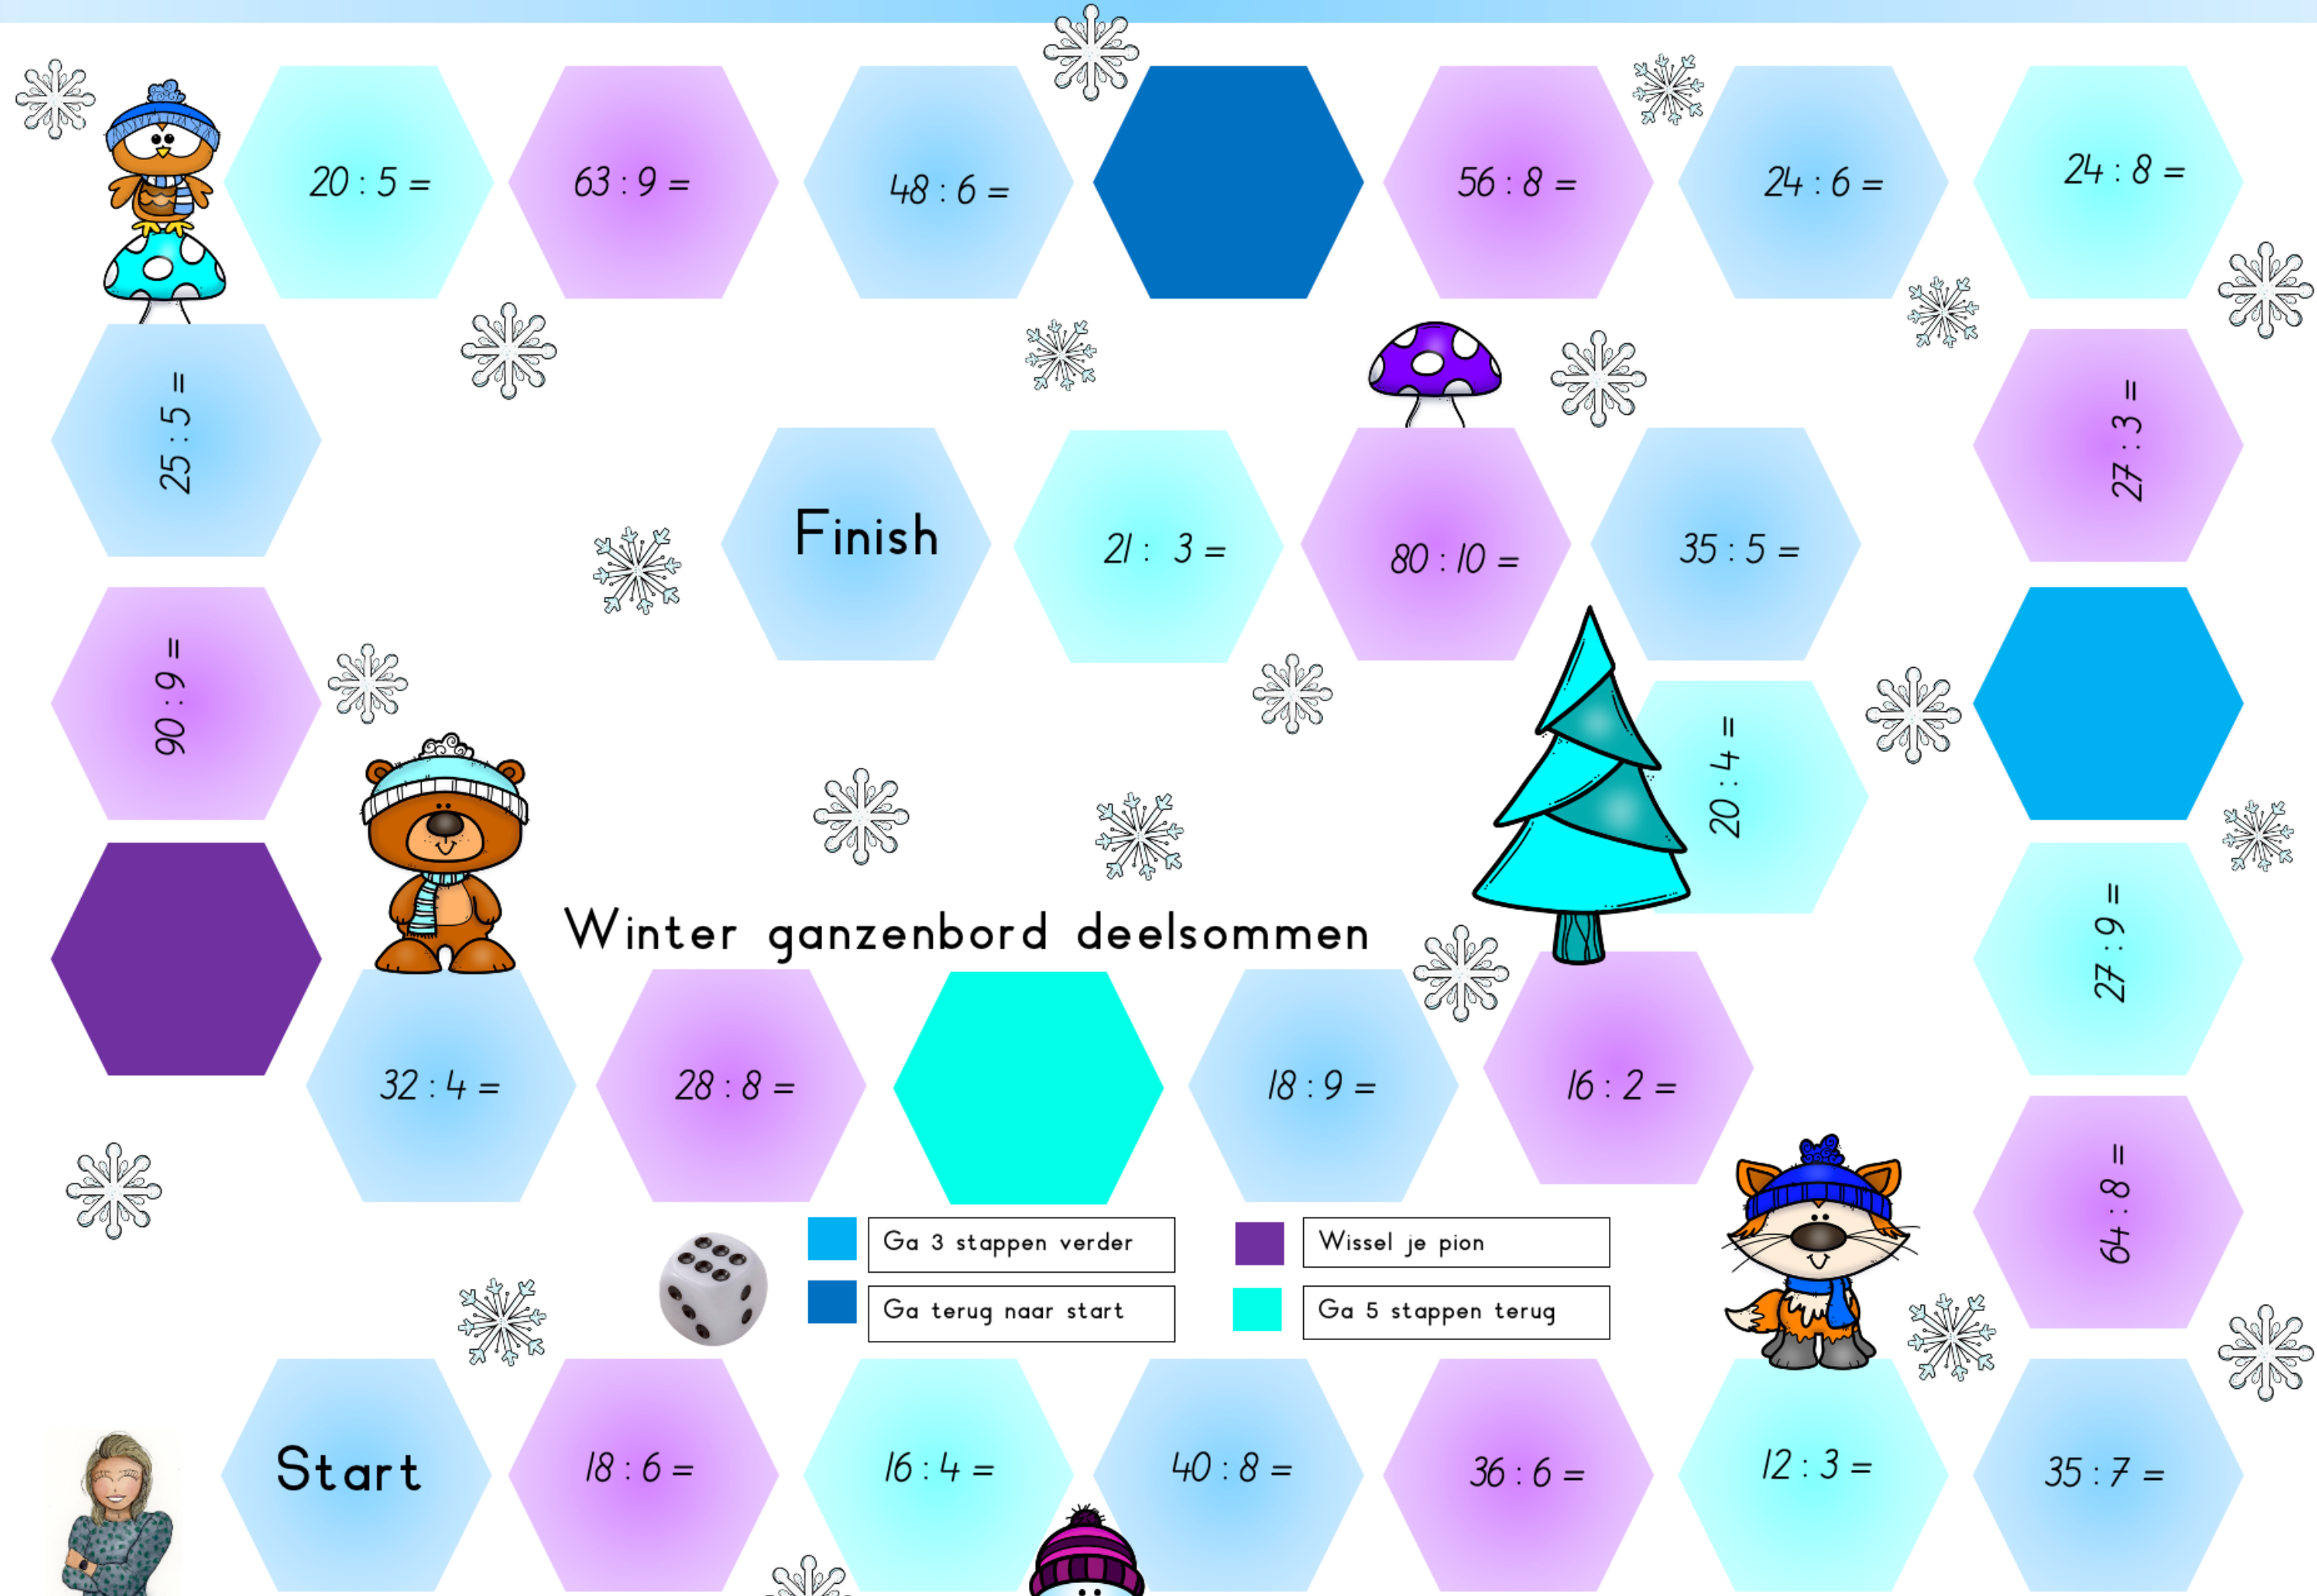 20 : 5 =
63 : 9 =
48 : 6 =
56 : 8 =
24 : 6 =
24 : 8 =
25 : 5 =
27 : 3 =
Finish
21 : 3 =
80 : 10 =
35 : 5 =
90 : 9 =
20 : 4 =
27 : 9 =
Winter ganzenbord deelsommen
32 : 4 =
28 : 8 =
18 : 9 =
16 : 2 =
64 : 8 =
Ga 3 stappen verder
Wissel je pion
Ga terug naar start
Ga 5 stappen terug
Start
18 : 6 =
16 : 4 =
40 : 8 =
36 : 6 =
12 : 3 =
35 : 7 =